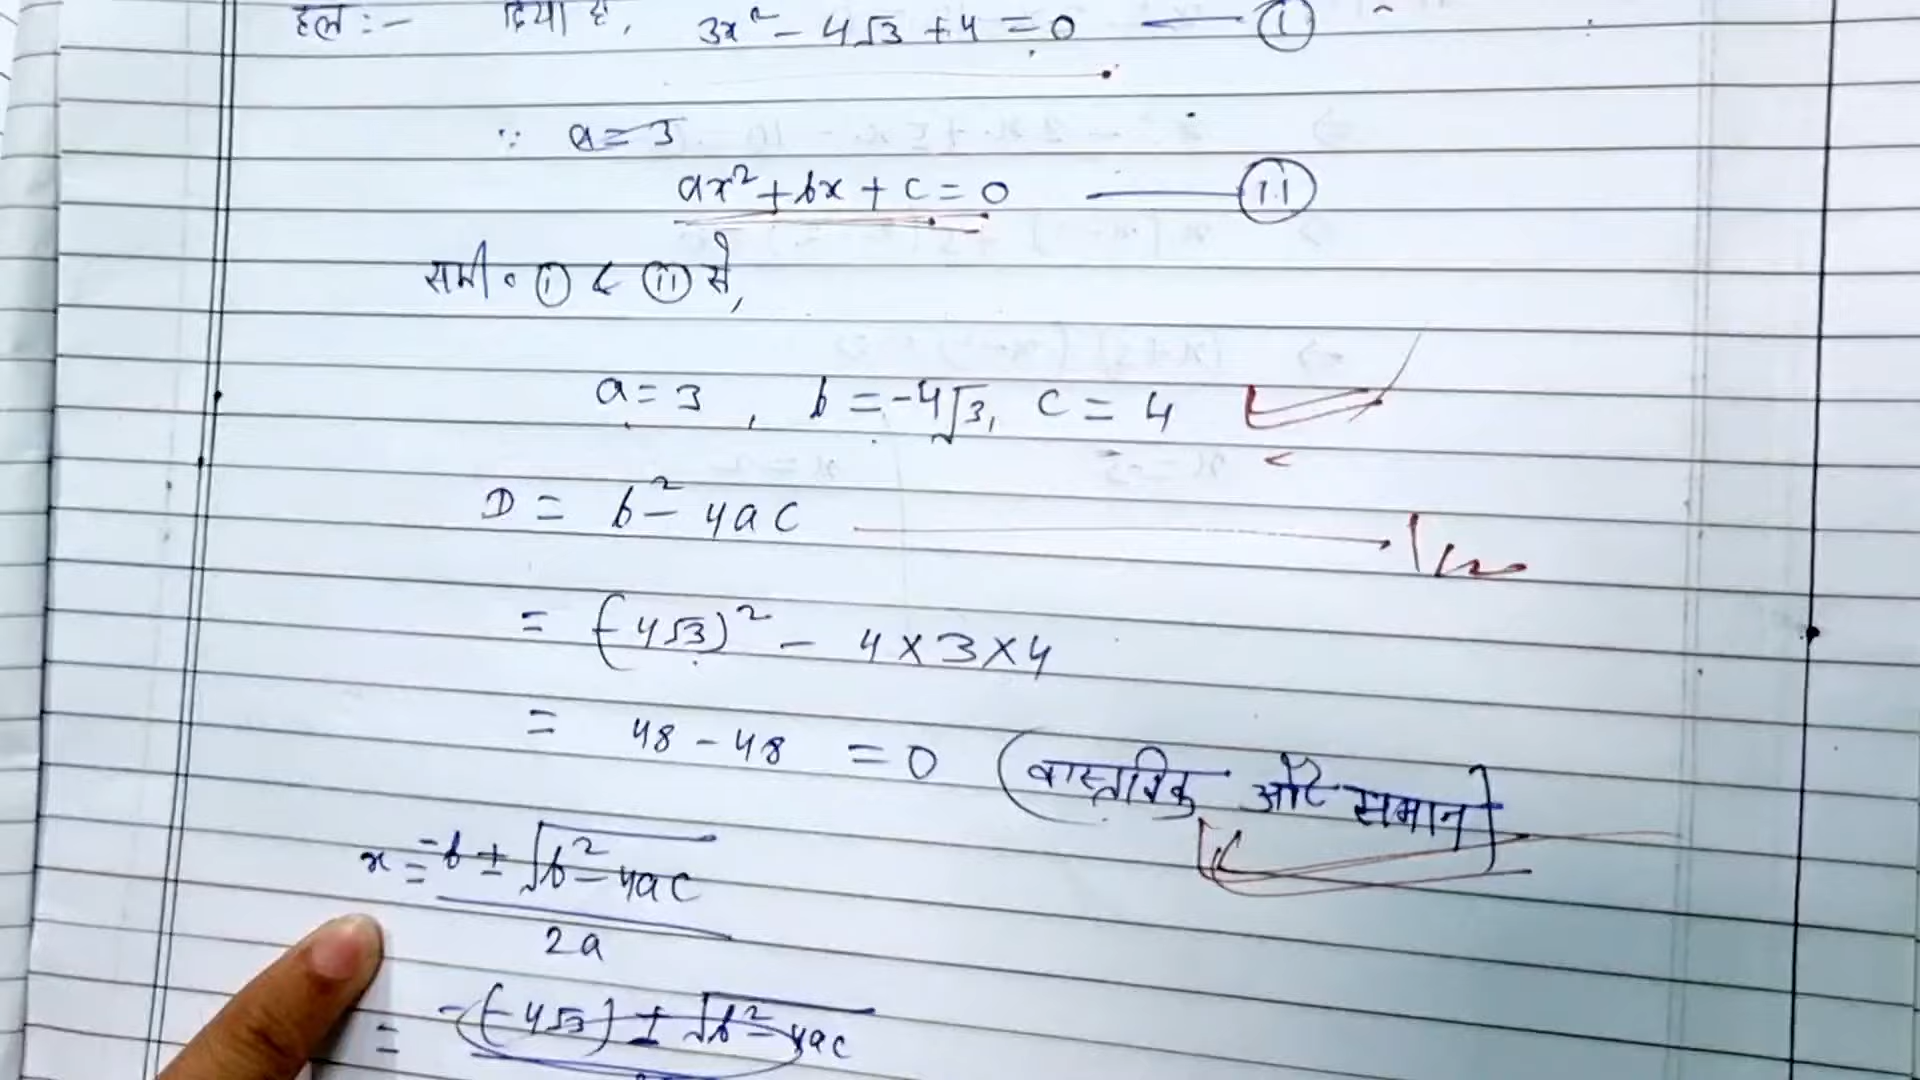 हल :- दिया है, 3x² - 4√3 + 4 = 0 — (i)
∵ a = 3
ax² + bx + c = 0 — (ii)
समी० (i) व (ii) से,
a = 3 , b = -4√3, c = 4
D = b² - 4ac
= (-4√3)² - 4×3×4
= 48 - 48 = 0 (वास्तविक और समान)
x = -b ± √b² - 4ac
2a
= -(-4√3) ± √b² - 4ac